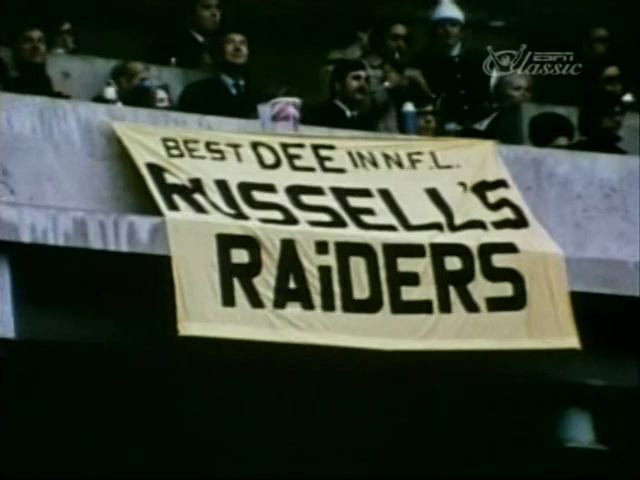 ESPN
Classic
BEST DEE IN N.F.L.
RUSSELL'S
RAiDERS